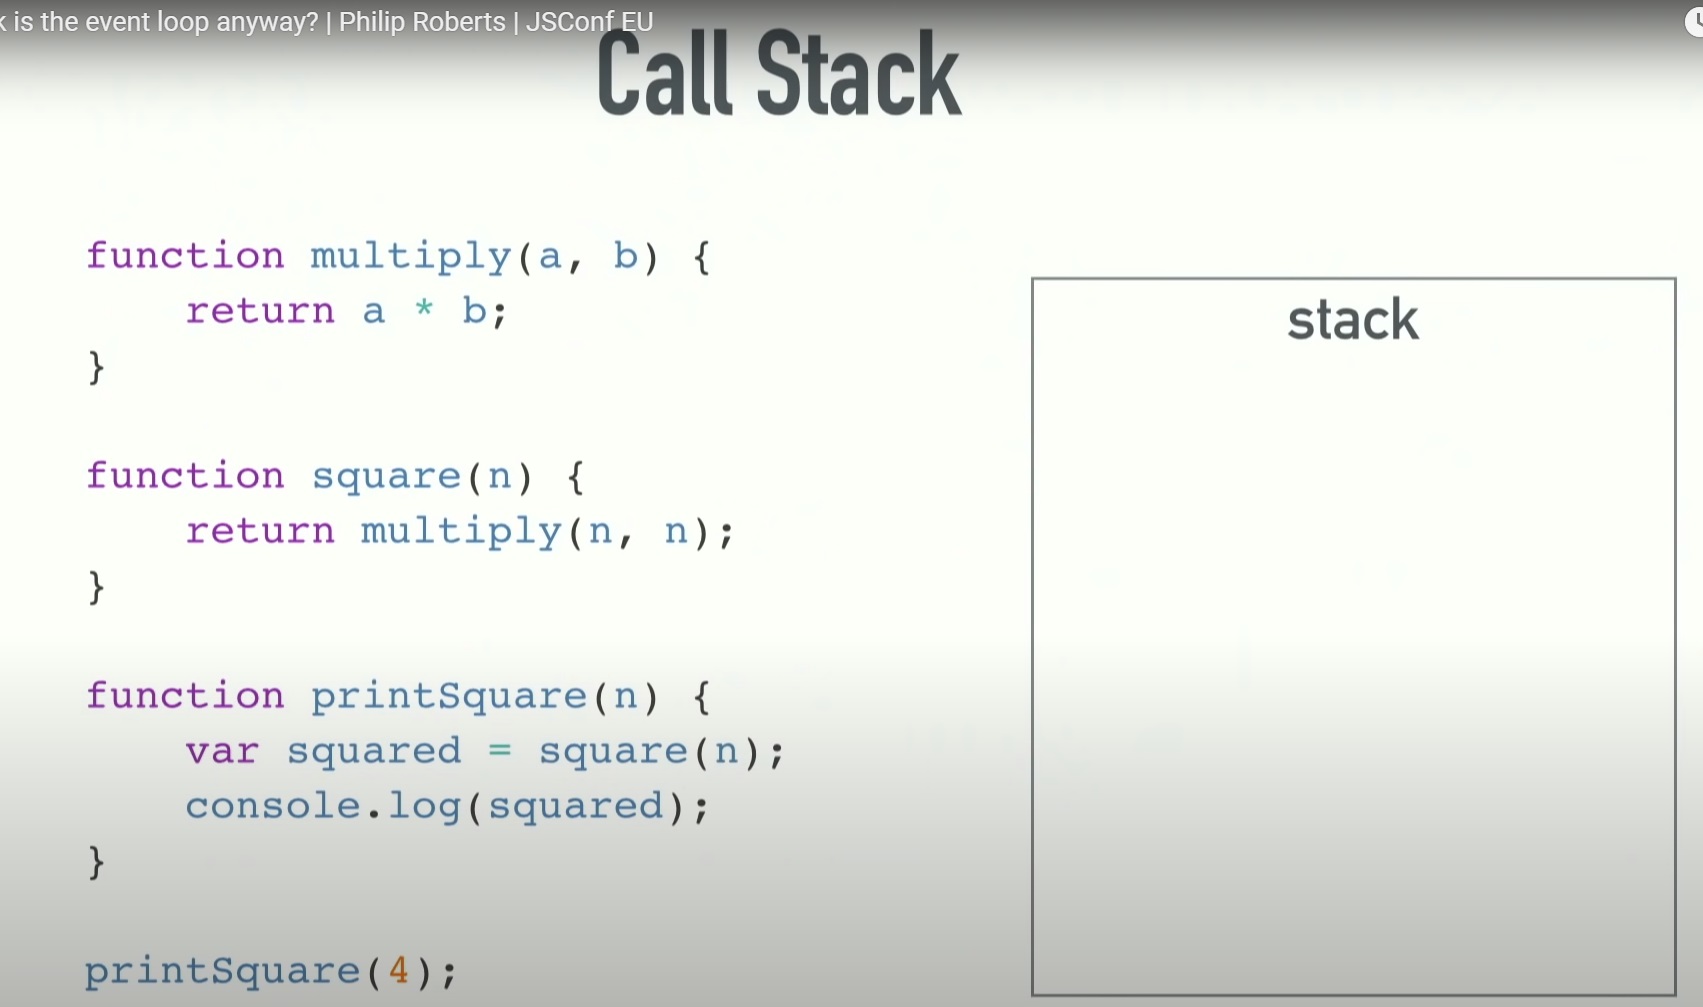 is the event loop anyway? | Philip Roberts | JSConf EU
Call Stack
function multiply(a, b) {
    return a * b;
}
function square(n) {
    return multiply(n, n);
}
function printSquare(n) {
    var squared = square(n);
    console.log(squared);
}
printSquare(4);
stack